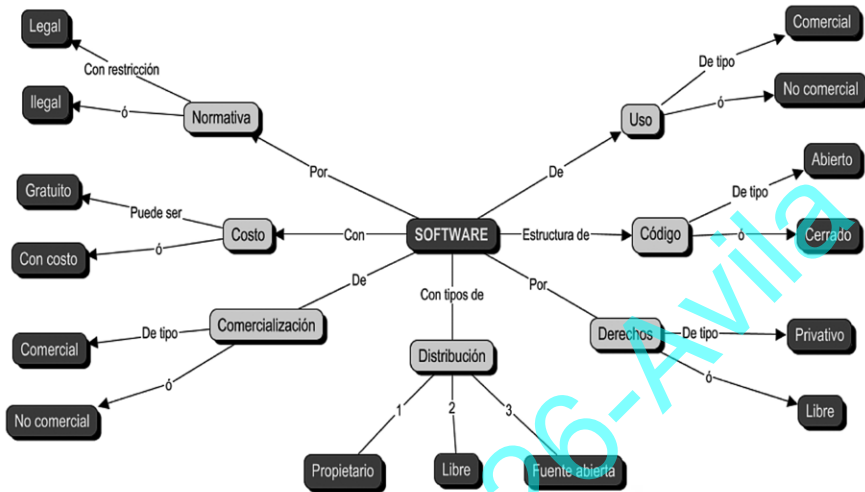 Legal
Con restricción
Ilegal
ó
Normativa
Por
Comercial
De tipo
No comercial
ó
Uso
De
Gratuito
Puede ser
Costo
Con
ó
Con costo
SOFTWARE
Estructura de
Código
De tipo
Abierto
ó
Cerrado
De
Comercialización
De tipo
Comercial
ó
No comercial
Con tipos de
Distribución
1
2
3
Propietario
Libre
Fuente abierta
Por
Derechos
De tipo
Privativo
ó
Libre
26-Avila